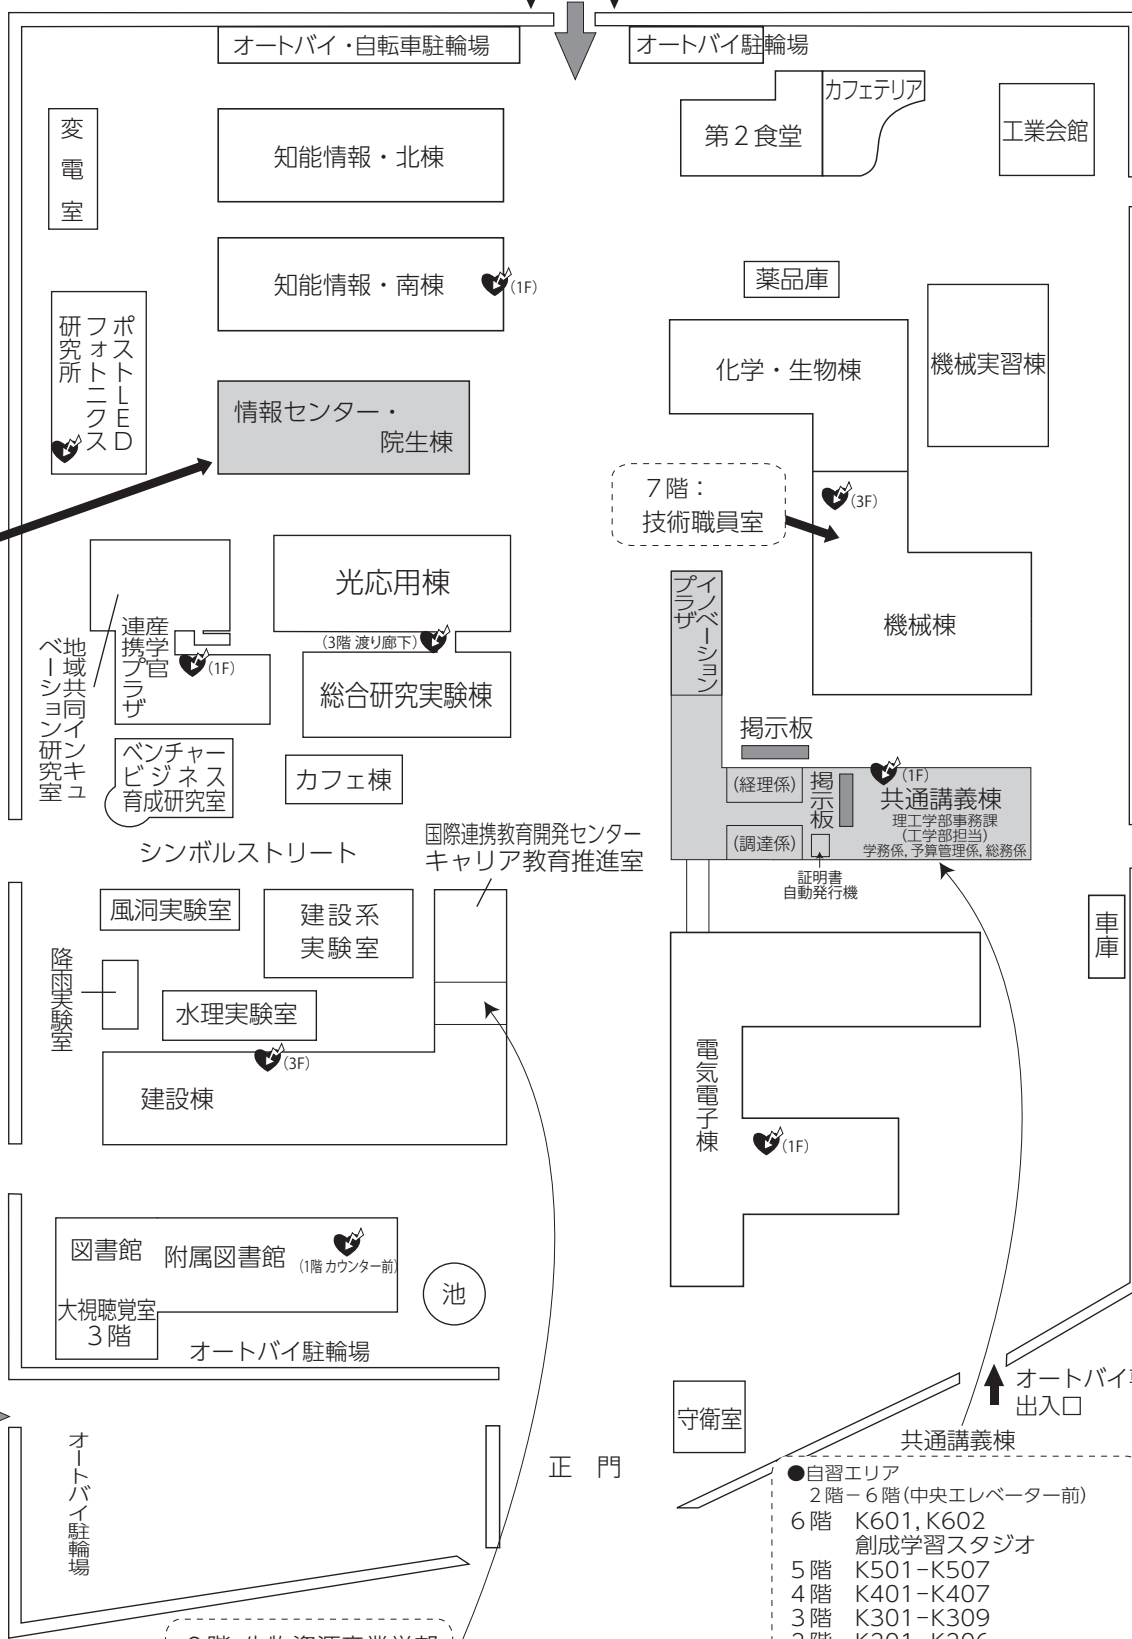 オートバイ・自転車駐輪場
オートバイ駐輪場
カフェテリア
第２食堂
工業会館
変電室
知能情報・北棟
知能情報・南棟
(1F)
薬品庫
ポストLED
フォトニクス
研究所
化学・生物棟
機械実習棟
情報センター・
院生棟
7階：
技術職員室
(3F)
光応用棟
イノベーション
プラザ
機械棟
産学官
連携プラザ
(1F)
(3階 渡り廊下)
地域共同インキュ
ベーション研究室
総合研究実験棟
掲示板
ベンチャー
ビジネス
育成研究室
カフェ棟
(経理係)
掲示板
(1F)
共通講義棟
理工学部事務課
(工学部担当)
学務係, 予算管理係, 総務係
(調達係)
シンボルストリート
国際連携教育開発センター
キャリア教育推進室
証明書
自動発行機
風洞実験室
建設系
実験室
車庫
降雨実験室
水理実験室
(3F)
建設棟
電気電子棟
(1F)
図書館
附属図書館
(1階 カウンター前)
池
大視聴覚室
3階
オートバイ駐輪場
オートバイ
出入口
守衛室
共通講義棟
オートバイ駐輪場
正 門
●自習エリア
2階−6階(中央エレベーター前)
6階 K601, K602
創成学習スタジオ
5階 K501−K507
4階 K401−K407
3階 K301−K309